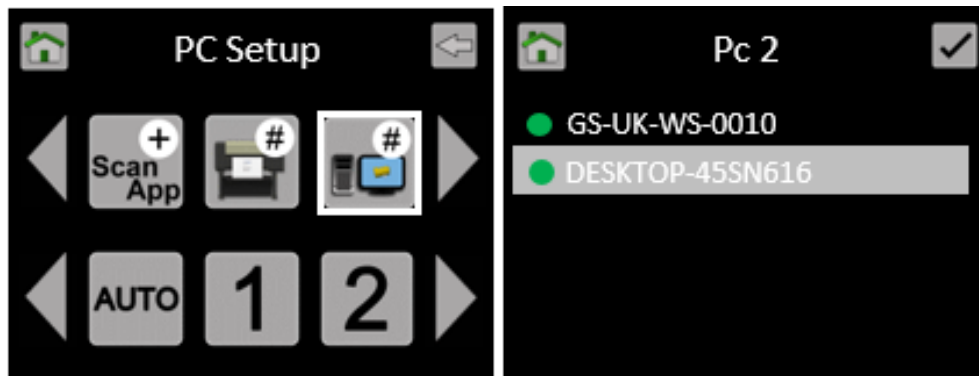 PC Setup
+
Scan
App
#
#
AUTO
1
2
Pc 2
GS-UK-WS-0010
DESKTOP-45SN616